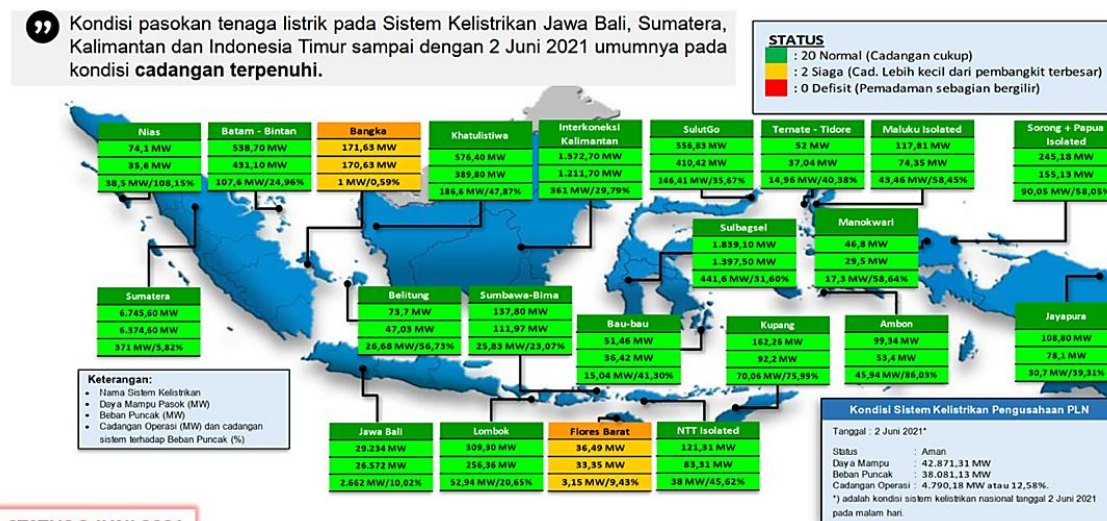 Kondisi pasokan tenaga listrik pada Sistem Kelistrikan Jawa Bali, Sumatera,
Kalimantan dan Indonesia Timur sampai dengan 2 Juni 2021 umumnya pada
kondisi cadangan terpenuhi.
STATUS
: 20 Normal (Cadangan cukup)
: 2 Siaga (Cad. Lebih kecil dari pembangkit terbesar)
: 0 Defisit (Pemadaman sebagian bergilir)
Nias
74,1 MW
35,6 MW
38,5 MW/108,15%
Batam - Bintan
538,70 MW
431,10 MW
107,6 MW/24,96%
Bangka
171,63 MW
170,63 MW
1 MW/0,59%
Khatulistiwa
576,40 MW
389,80 MW
186,6 MW/47,87%
Interkoneksi
Kalimantan
1.572,70 MW
1.211,70 MW
361 MW/29,79%
SulutGo
556,83 MW
410,42 MW
146,41 MW/35,67%
Ternate - Tidore
52 MW
37,04 MW
14,96 MW/40,38%
Maluku Isolated
117,81 MW
74,35 MW
43,46 MW/58,45%
Sorong + Papua
Isolated
245,18 MW
155,13 MW
90,05 MW/58,05%
Sulbagsel
1.839,10 MW
1.397,50 MW
441,6 MW/31,60%
Manokwari
46,8 MW
29,5 MW
17,3 MW/58,64%
Sumatera
6.745,60 MW
6.374,60 MW
371 MW/5,82%
Belitung
73,7 MW
47,03 MW
26,68 MW/56,73%
Sumbawa-Bima
137,80 MW
111,97 MW
25,83 MW/23,07%
Bau-bau
51,46 MW
36,42 MW
15,04 MW/41,30%
Kupang
162,26 MW
92,2 MW
70,06 MW/75,99%
Ambon
99,34 MW
53,4 MW
45,94 MW/86,03%
Jayapura
108,80 MW
78,1 MW
30,7 MW/39,31%
Keterangan:
• Nama Sistem Kelistrikan
• Daya Mampu Pasok (MW)
• Beban Puncak (MW)
• Cadangan Operasi (MW) dan cadangan
sistem terhadap Beban Puncak (%)
Jawa Bali
29.234 MW
26.572 MW
2.662 MW/10,02%
Lombok
309,30 MW
256,36 MW
52,94 MW/20,65%
Flores Barat
36,49 MW
33,35 MW
3,15 MW/9,43%
NTT Isolated
121,31 MW
83,31 MW
38 MW/45,62%
Kondisi Sistem Kelistrikan Pengusahaan PLN
Tanggal : 2 Juni 2021*
Status : Aman
Daya Mampu : 42.871,31 MW
Beban Puncak : 38.081,13 MW
Cadangan Operasi : 4.790,18 MW atau 12,58%.
*) adalah kondisi sistem kelistrikan nasional tanggal 2 Juni 2021
pada malam hari.